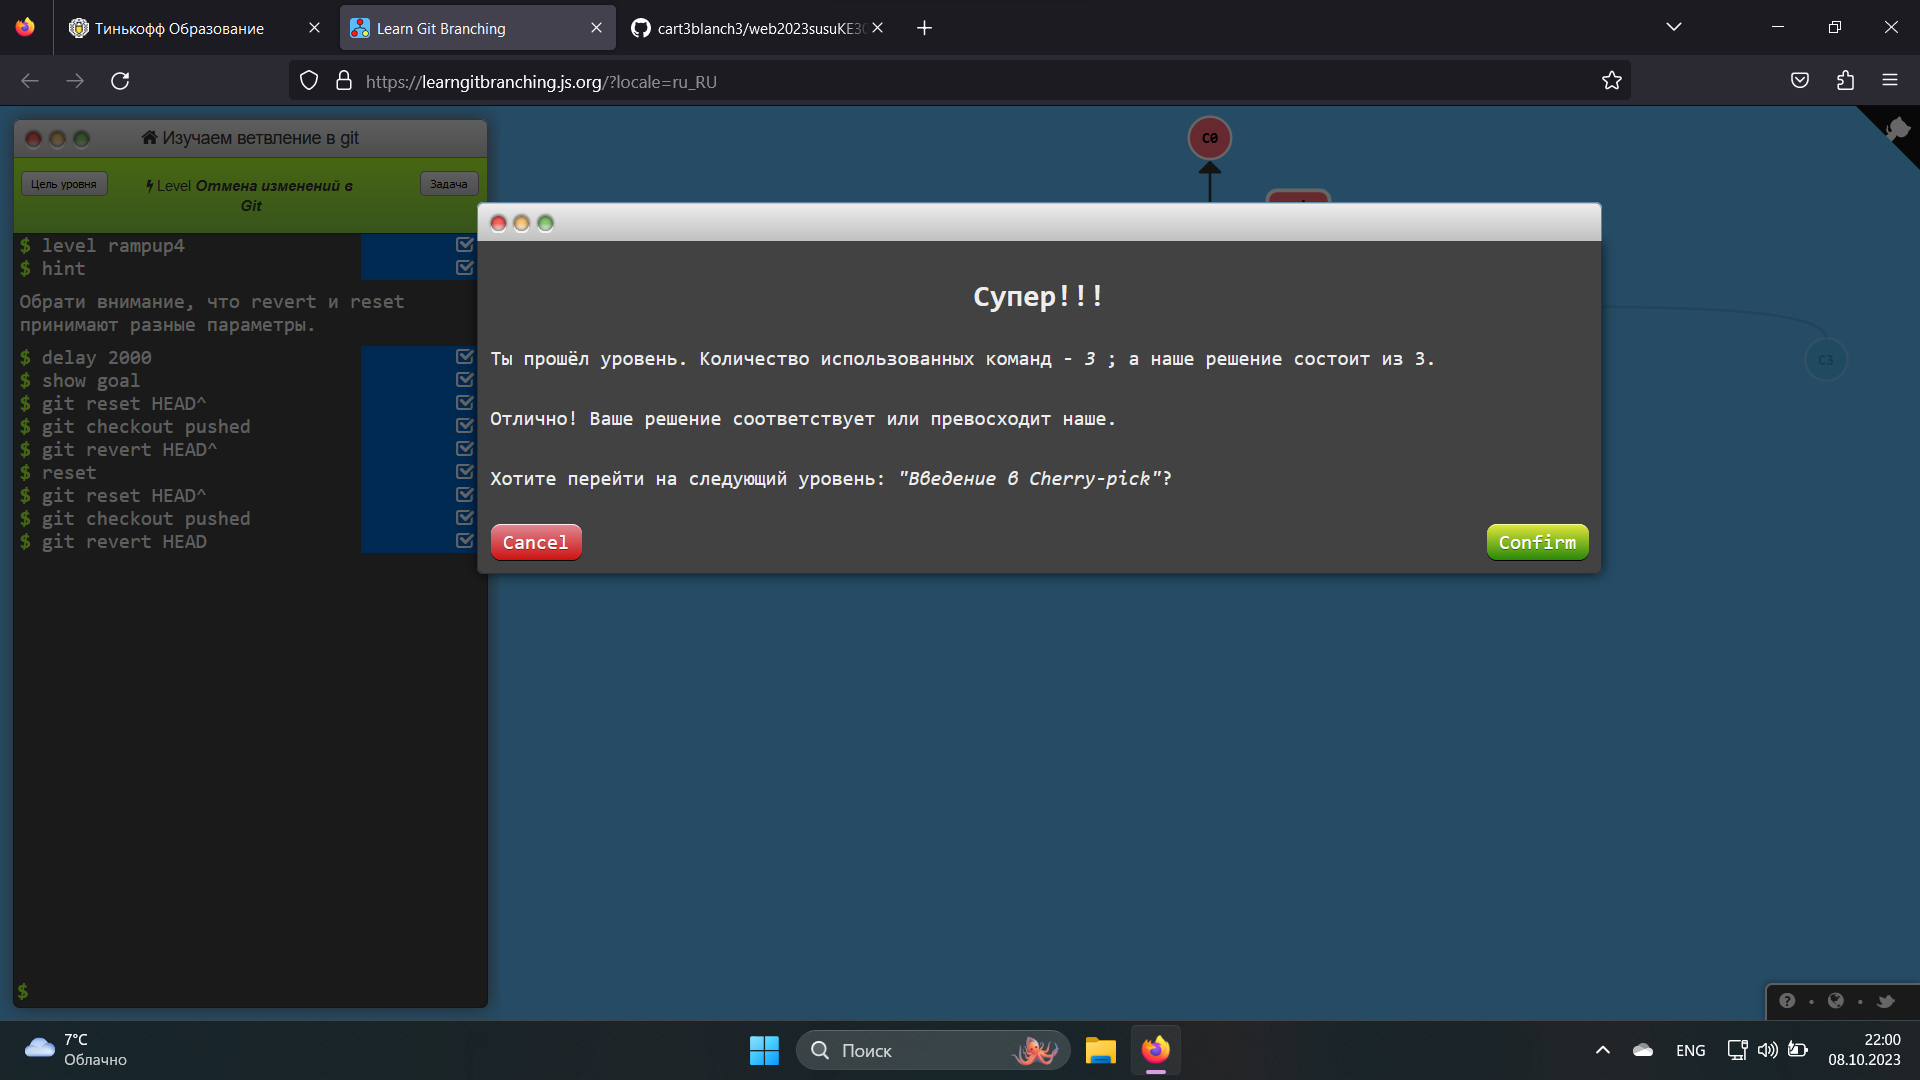 Тинькофф Образование
Learn Git Branching
cart3blanch3/web2023susuKE3
https://learngitbranching.js.org/?locale=ru_RU
Изучаем ветвление в git
Цель уровня
Level Отмена изменений в
Git
Задача
$ level rampup4
$ hint
Обрати внимание, что revert и reset
принимают разные параметры.
$ delay 2000
$ show goal
$ git reset HEAD^
$ git checkout pushed
$ git revert HEAD^
$ reset
$ git reset HEAD^
$ git checkout pushed
$ git revert HEAD
$
C0
C3
Супер!!!
Ты прошёл уровень. Количество использованных команд - 3 ; а наше решение состоит из 3.
Отлично! Ваше решение соответствует или превосходит наше.
Хотите перейти на следующий уровень: "Введение в Cherry-pick"?
Cancel
Confirm
7°C
Облачно
Поиск
ENG
22:00
08.10.2023